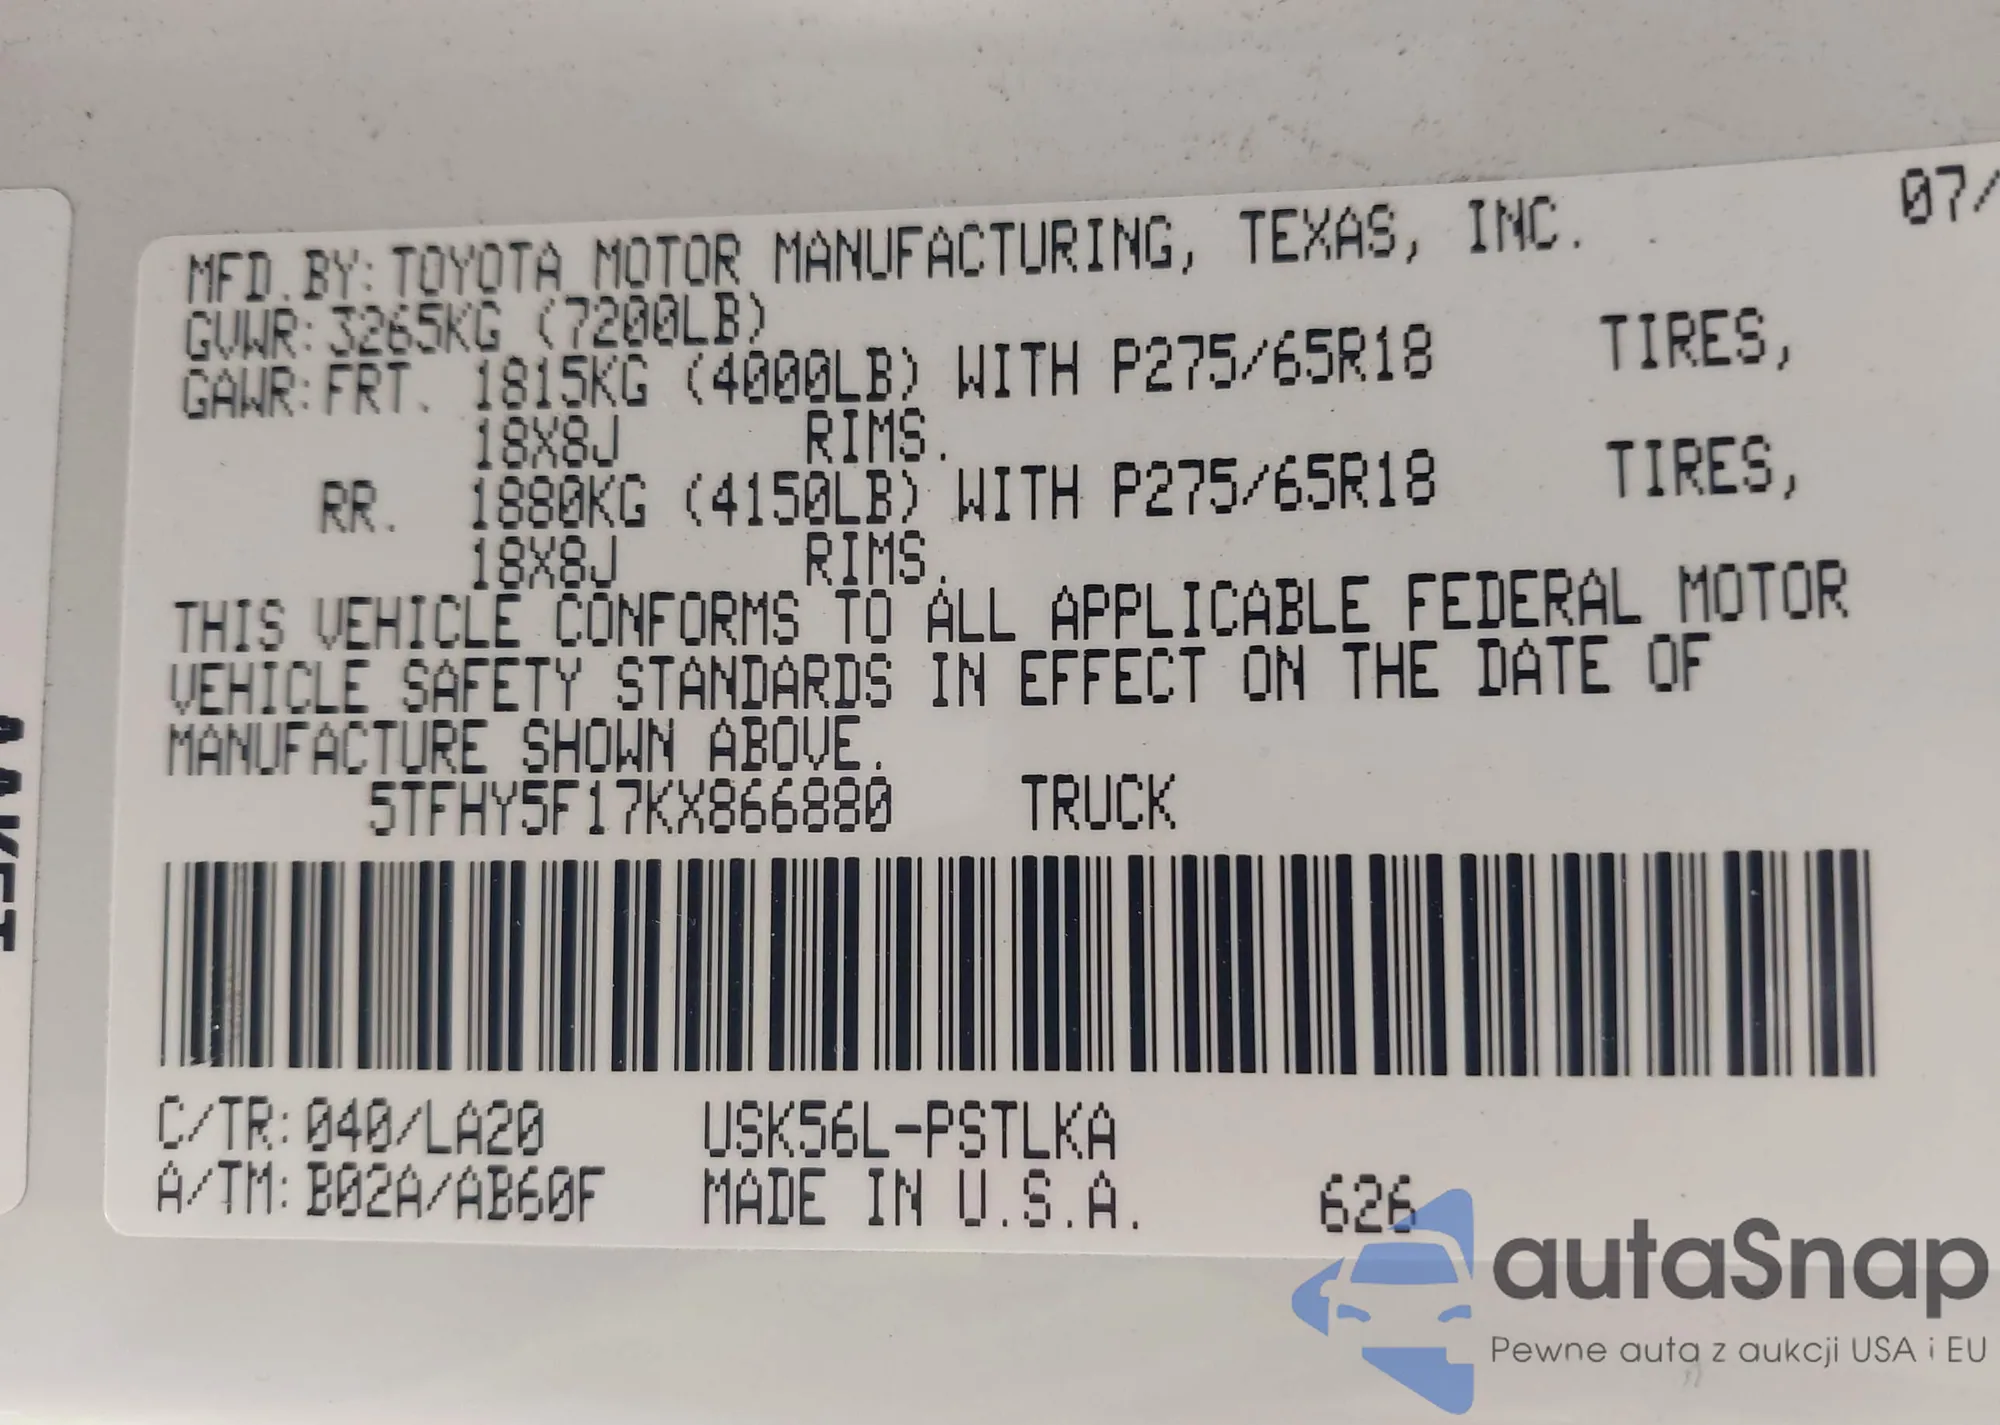 07/
MFD.BY:TOYOTA MOTOR MANUFACTURING, TEXAS, INC.
GVWR:3265KG (7200LB)
GAWR:FRT. 1815KG (4000LB) WITH P275/65R18 TIRES,
18X8J RIMS.
RR. 1880KG (4150LB) WITH P275/65R18 TIRES,
18X8J RIMS.
THIS VEHICLE CONFORMS TO ALL APPLICABLE FEDERAL MOTOR
VEHICLE SAFETY STANDARDS IN EFFECT ON THE DATE OF
MANUFACTURE SHOWN ABOVE.
5TFHY5F17KX866880 TRUCK
C/TR:040/LA20 USK56L-PSTLKA
A/TM:B02A/AB60F MADE IN U.S.A. 626
autaSnap
Pewne auta z aukcji USA i EU